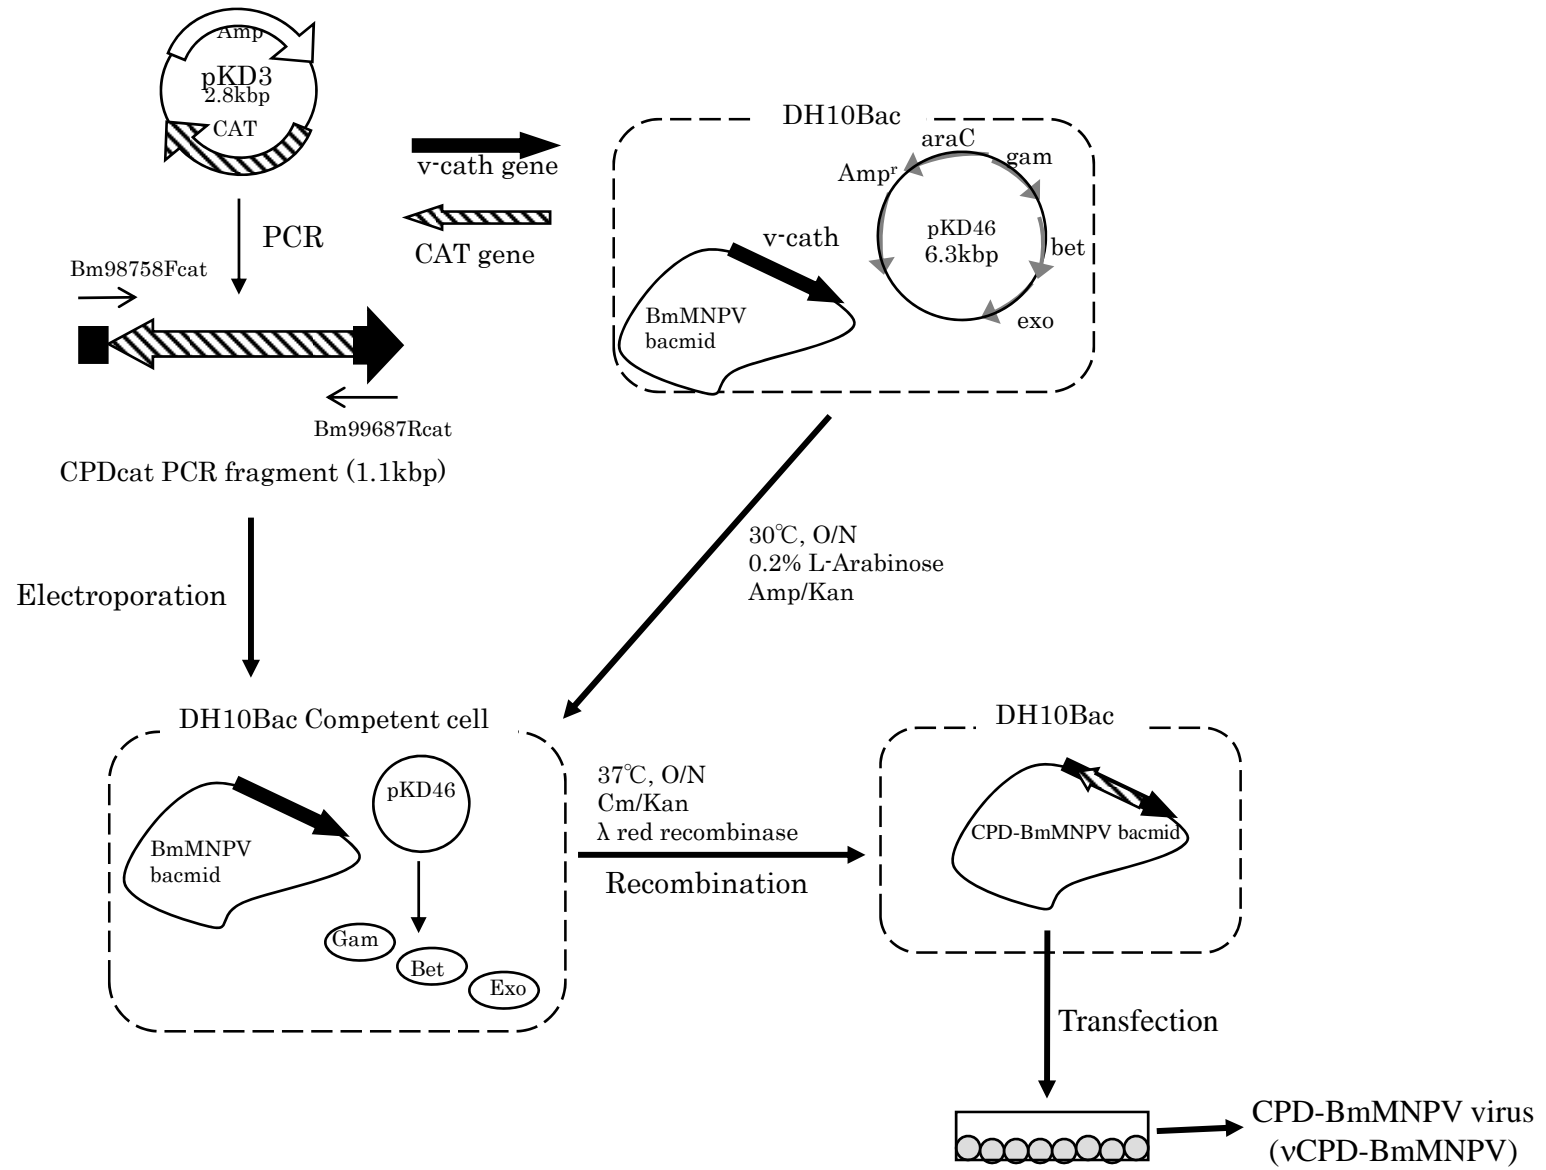 Amp
pKD3
2.8kbp
CAT
v-cath gene
CAT gene
PCR
Bm98758Fcat
Bm99687Rcat
CPDcat PCR fragment (1.1kbp)
Electroporation
DH10Bac
araC
gam
Ampʳ
pKD46
6.3kbp
bet
exo
v-cath
BmMNPV
bacmid
30℃, O/N
0.2% L-Arabinose
Amp/Kan
DH10Bac Competent cell
pKD46
BmMNPV
bacmid
Gam
Bet
Exo
37℃, O/N
Cm/Kan
λ red recombinase
Recombination
DH10Bac
CPD-BmMNPV bacmid
Transfection
CPD-BmMNPV virus
(νCPD-BmMNPV)